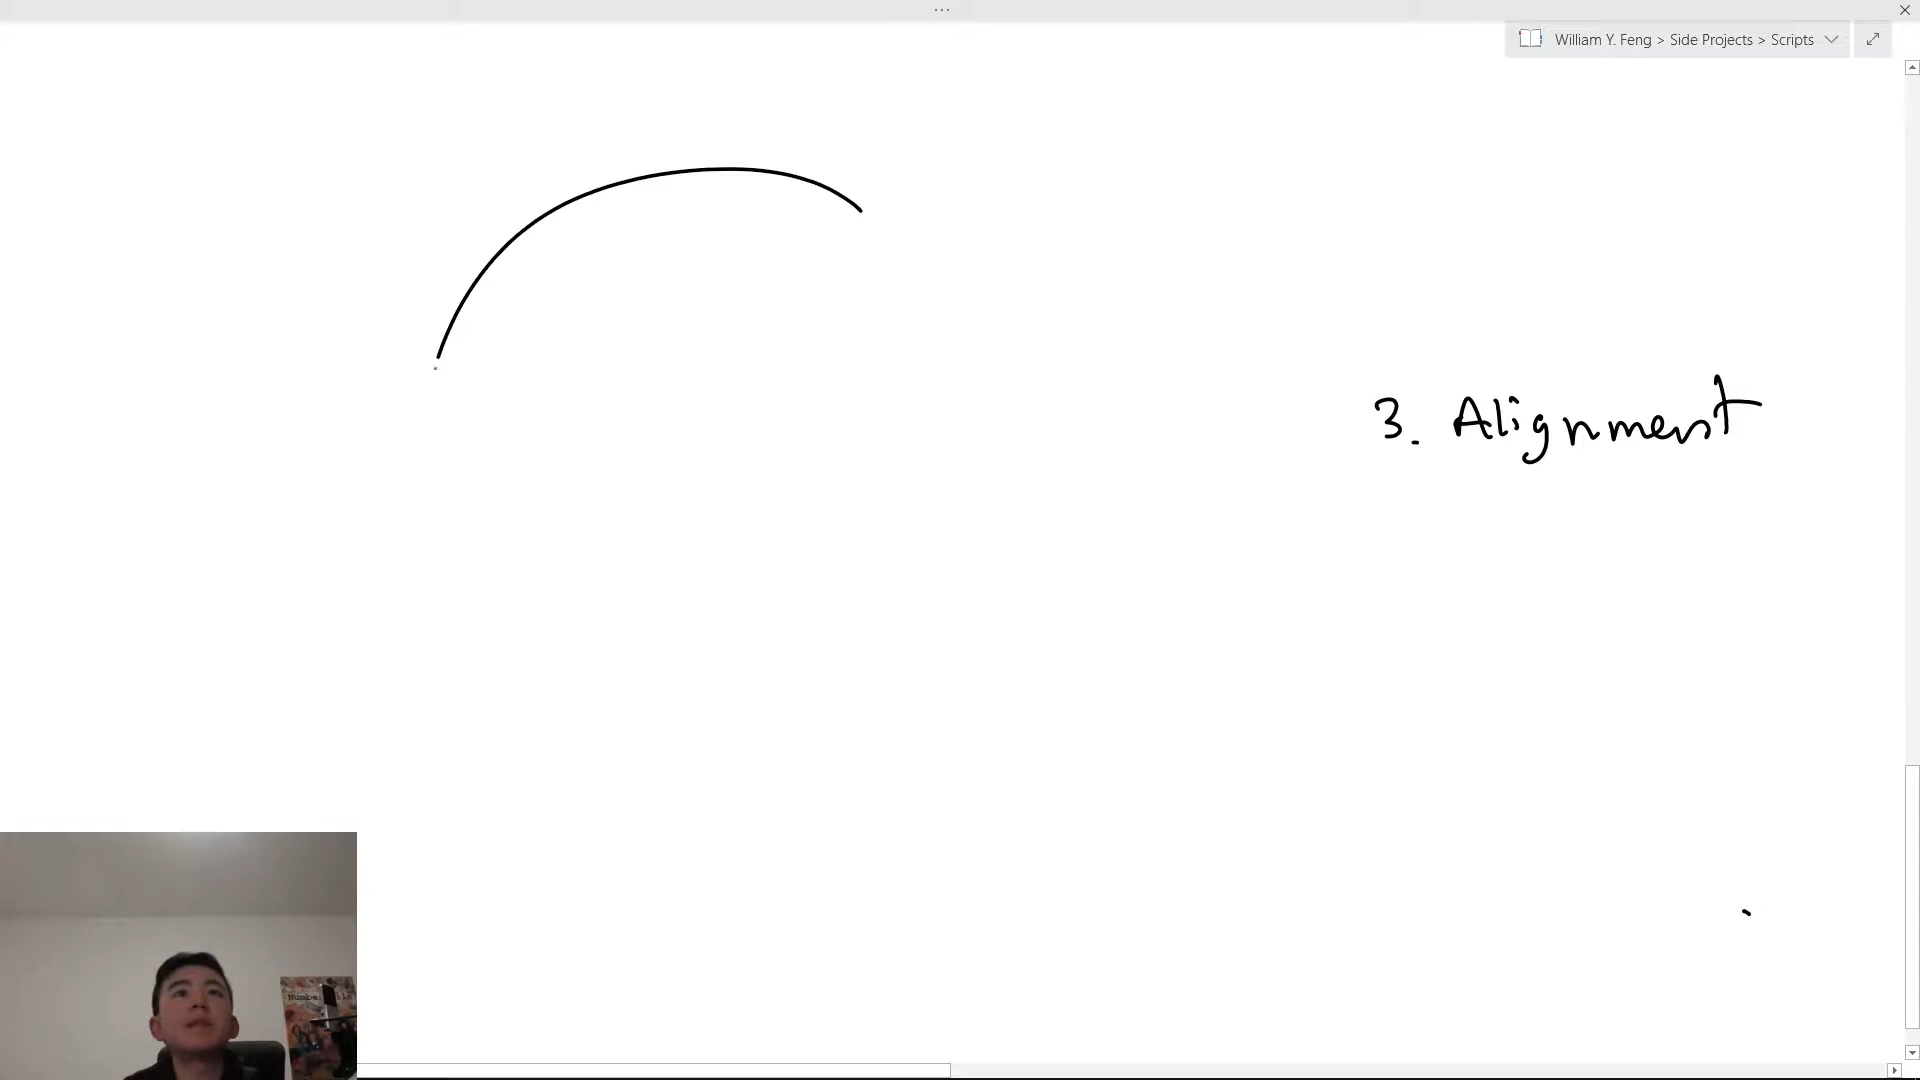 William Y. Feng > Side Projects > Scripts
3. Alignment